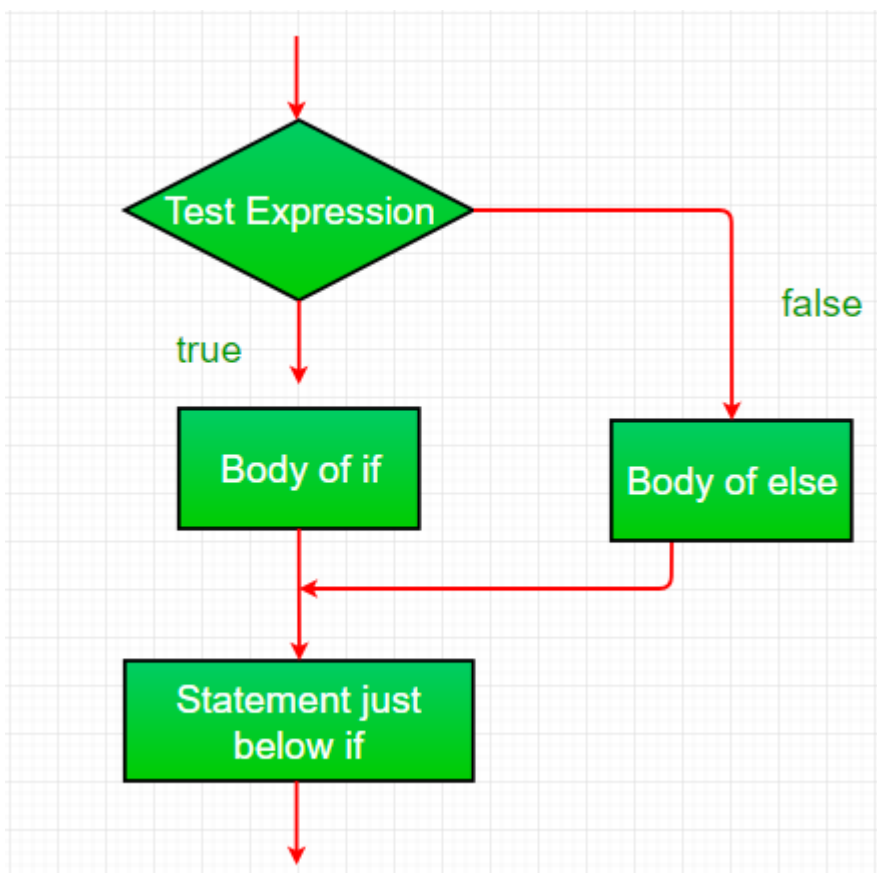 Test Expression
false
true
Body of if
Body of else
Statement just
below if